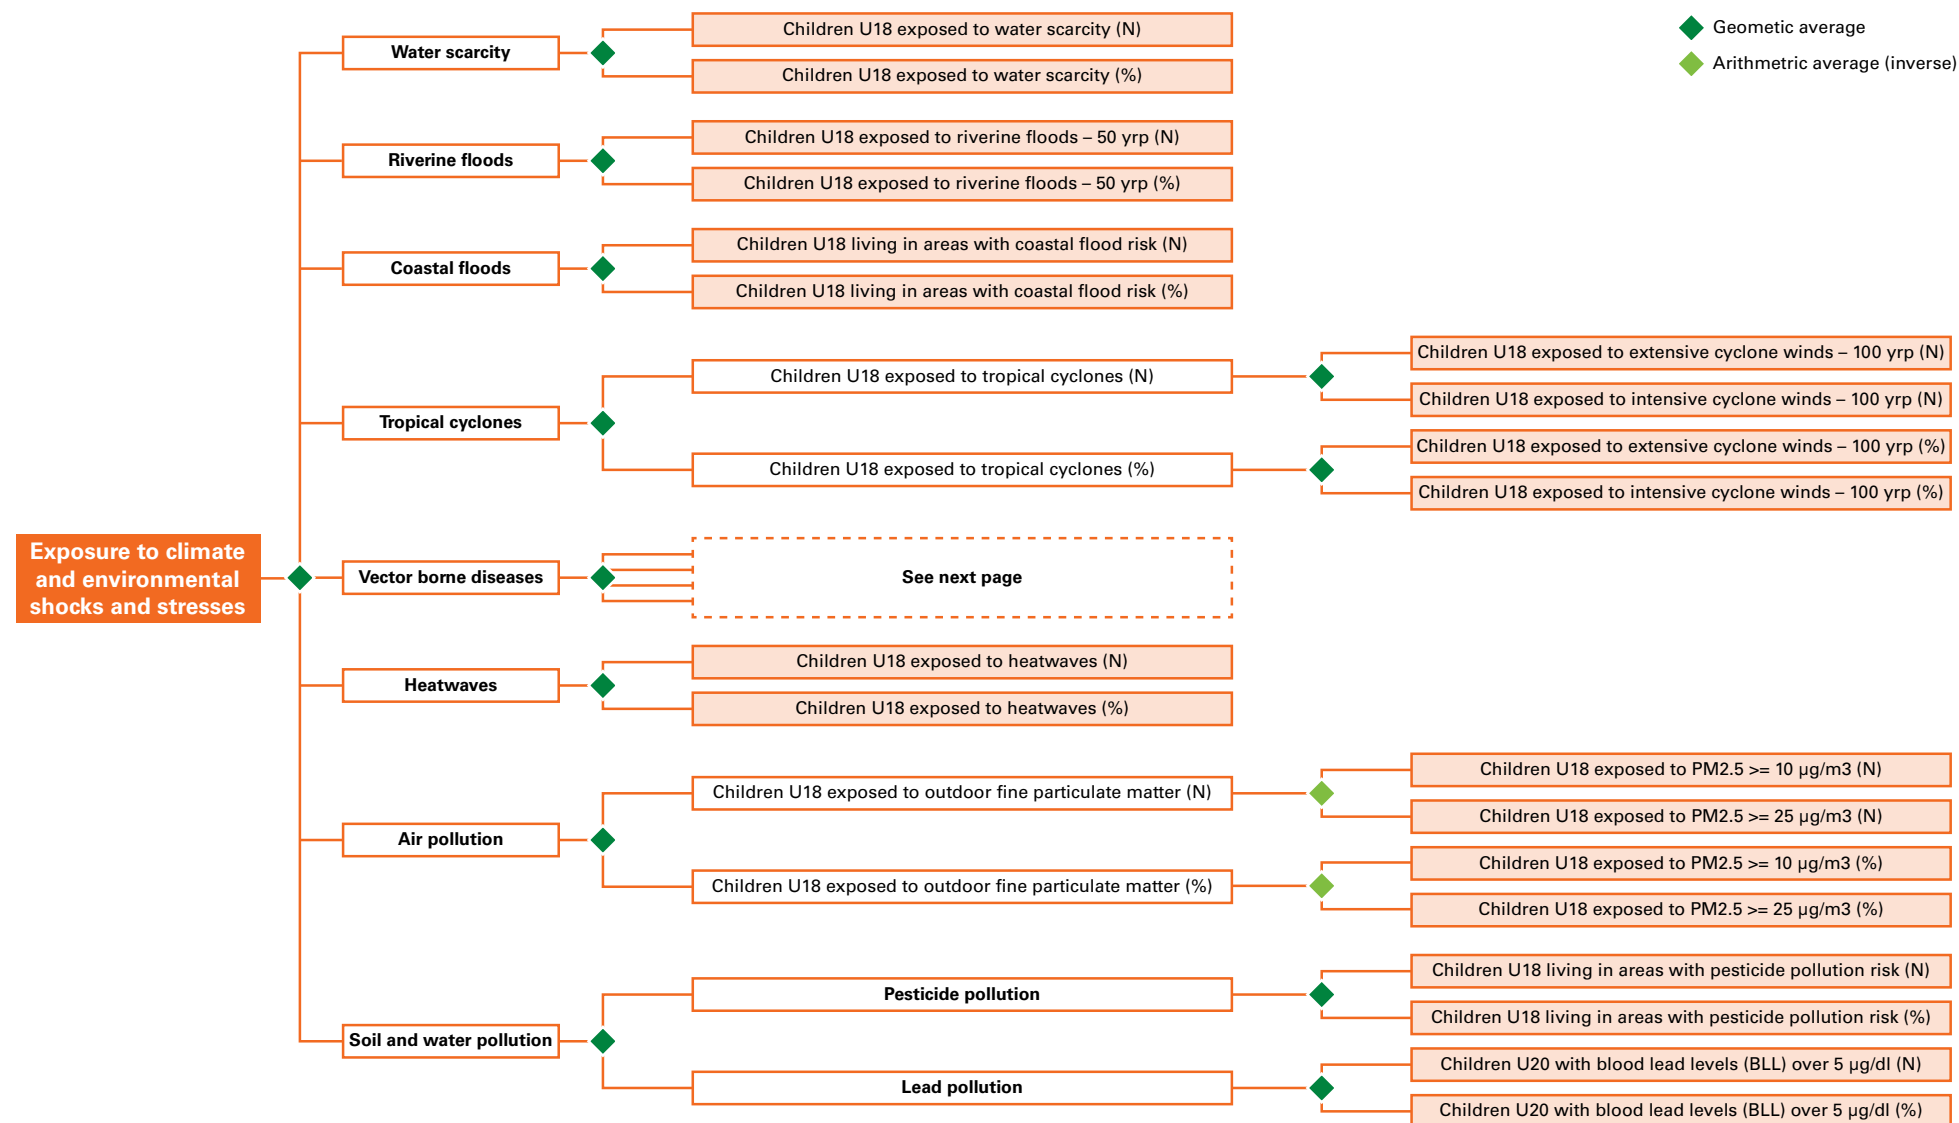 Geometic average
Arithmetric average (inverse)
Exposure to climate
and environmental
shocks and stresses
Water scarcity
Children U18 exposed to water scarcity (N)
Children U18 exposed to water scarcity (%)
Riverine floods
Children U18 exposed to riverine floods – 50 yrp (N)
Children U18 exposed to riverine floods – 50 yrp (%)
Coastal floods
Children U18 living in areas with coastal flood risk (N)
Children U18 living in areas with coastal flood risk (%)
Tropical cyclones
Children U18 exposed to tropical cyclones (N)
Children U18 exposed to extensive cyclone winds – 100 yrp (N)
Children U18 exposed to intensive cyclone winds – 100 yrp (N)
Children U18 exposed to tropical cyclones (%)
Children U18 exposed to extensive cyclone winds – 100 yrp (%)
Children U18 exposed to intensive cyclone winds – 100 yrp (%)
Vector borne diseases
See next page
Heatwaves
Children U18 exposed to heatwaves (N)
Children U18 exposed to heatwaves (%)
Air pollution
Children U18 exposed to outdoor fine particulate matter (N)
Children U18 exposed to PM2.5 >= 10 µg/m3 (N)
Children U18 exposed to PM2.5 >= 25 µg/m3 (N)
Children U18 exposed to outdoor fine particulate matter (%)
Children U18 exposed to PM2.5 >= 10 µg/m3 (%)
Children U18 exposed to PM2.5 >= 25 µg/m3 (%)
Soil and water pollution
Pesticide pollution
Children U18 living in areas with pesticide pollution risk (N)
Children U18 living in areas with pesticide pollution risk (%)
Lead pollution
Children U20 with blood lead levels (BLL) over 5 µg/dl (N)
Children U20 with blood lead levels (BLL) over 5 µg/dl (%)